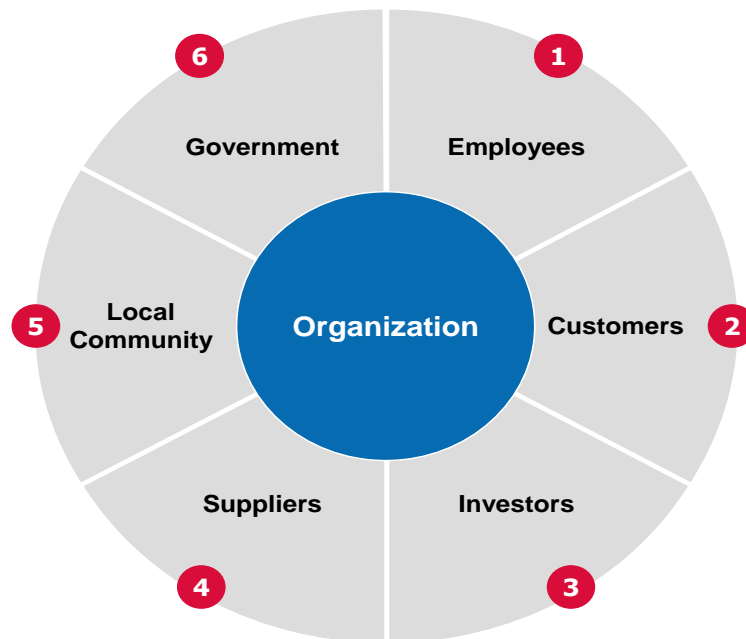 6
1
Government
Employees
5
Local
Community
Organization
Customers
2
Suppliers
Investors
4
3